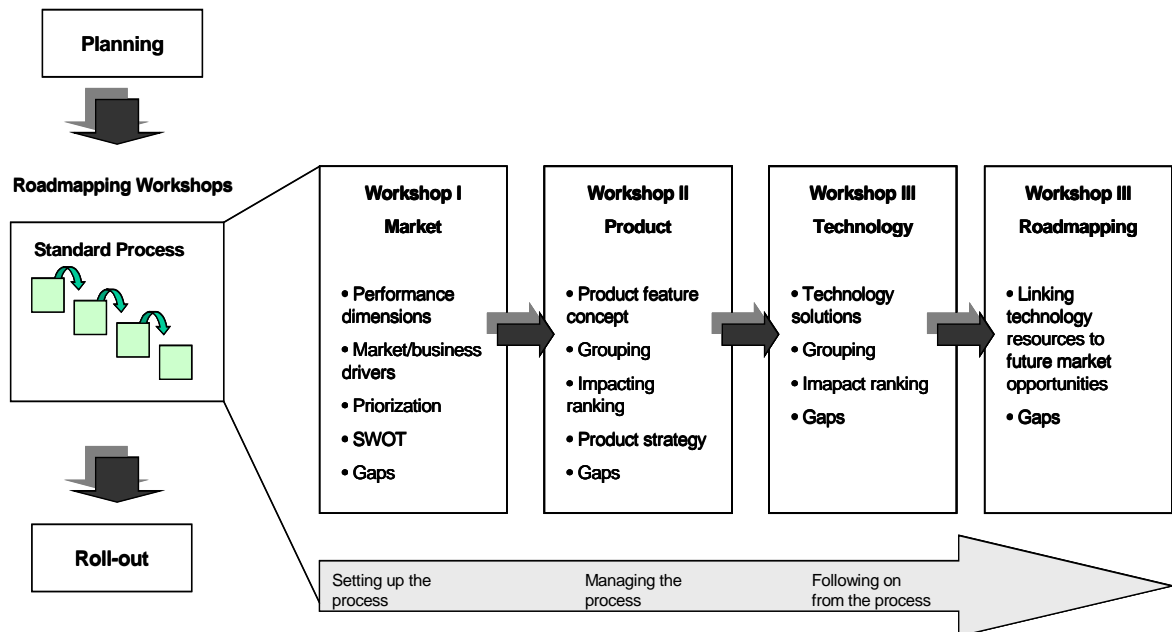 Planning
Roadmapping Workshops
Standard Process
Roll-out
Workshop I
Market
• Performance
dimensions
• Market/business
drivers
• Priorization
• SWOT
• Gaps
Workshop II
Product
• Product feature
concept
• Grouping
• Impacting
ranking
• Product strategy
• Gaps
Workshop III
Technology
• Technology
solutions
• Grouping
• Imapact ranking
• Gaps
Workshop III
Roadmapping
• Linking
technology
resources to
future market
opportunities
• Gaps
Setting up the
process
Managing the
process
Following on
from the process